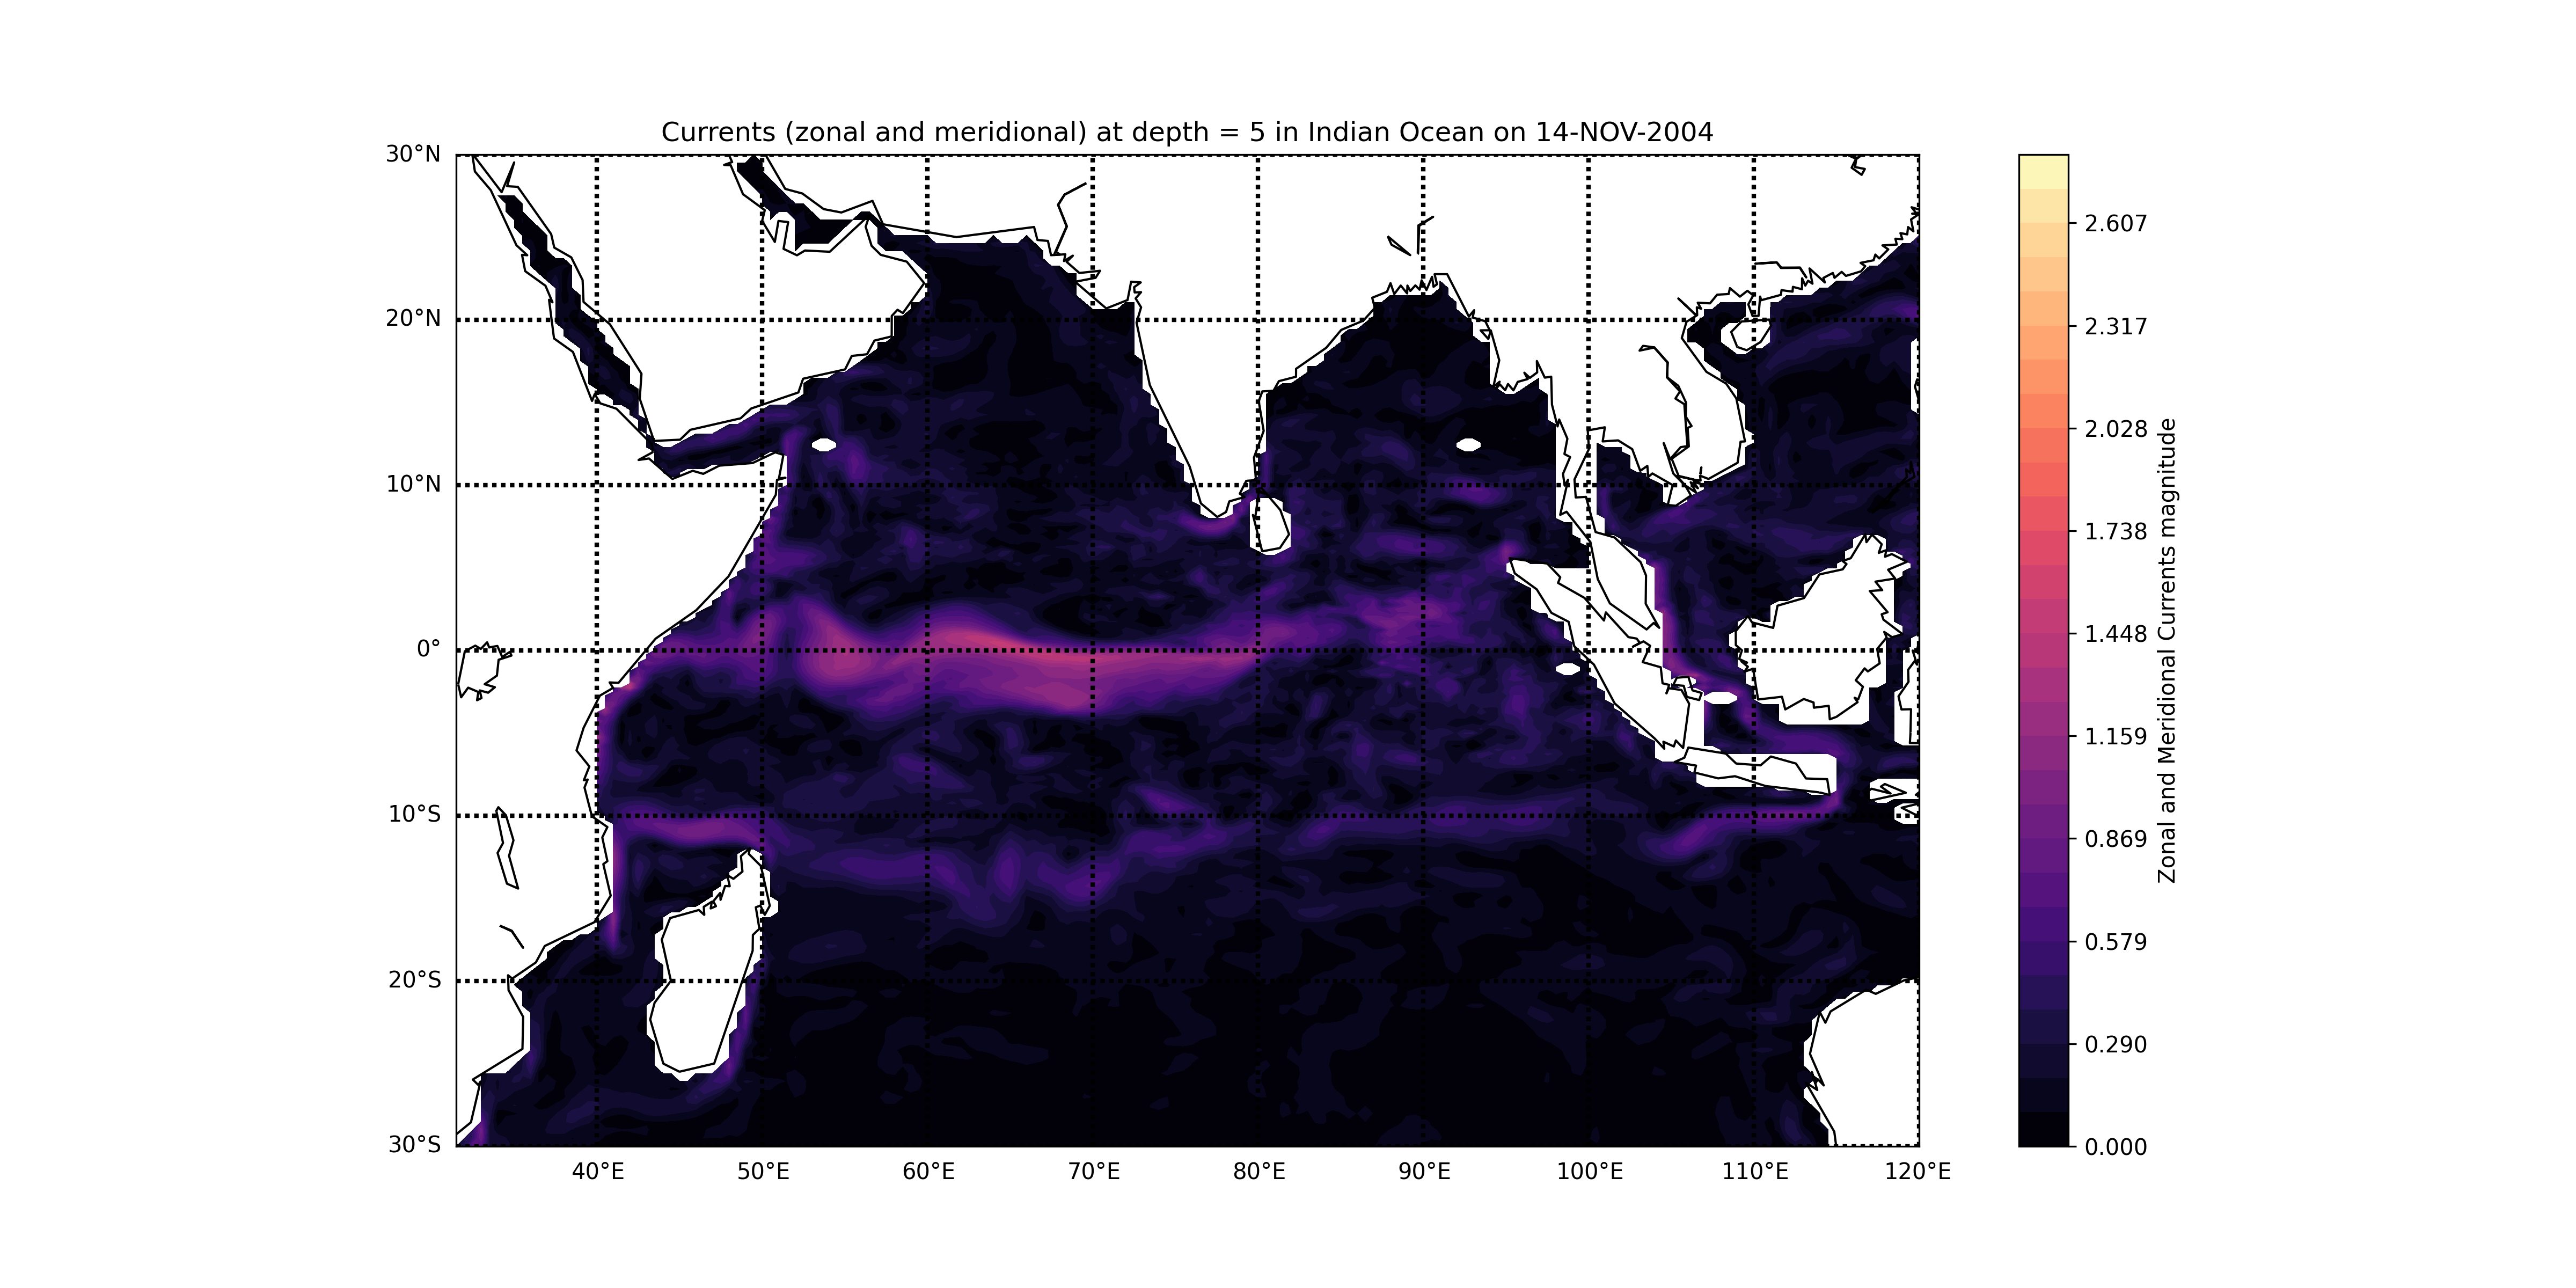 Currents (zonal and meridional) at depth = 5 in Indian Ocean on 14-NOV-2004
30°N
20°N
10°N
0°
10°S
20°S
30°S
40°E
50°E
60°E
70°E
80°E
90°E
100°E
110°E
120°E
2.607
2.317
2.028
1.738
1.448
1.159
0.869
0.579
0.290
0.000
Zonal and Meridional Currents magnitude